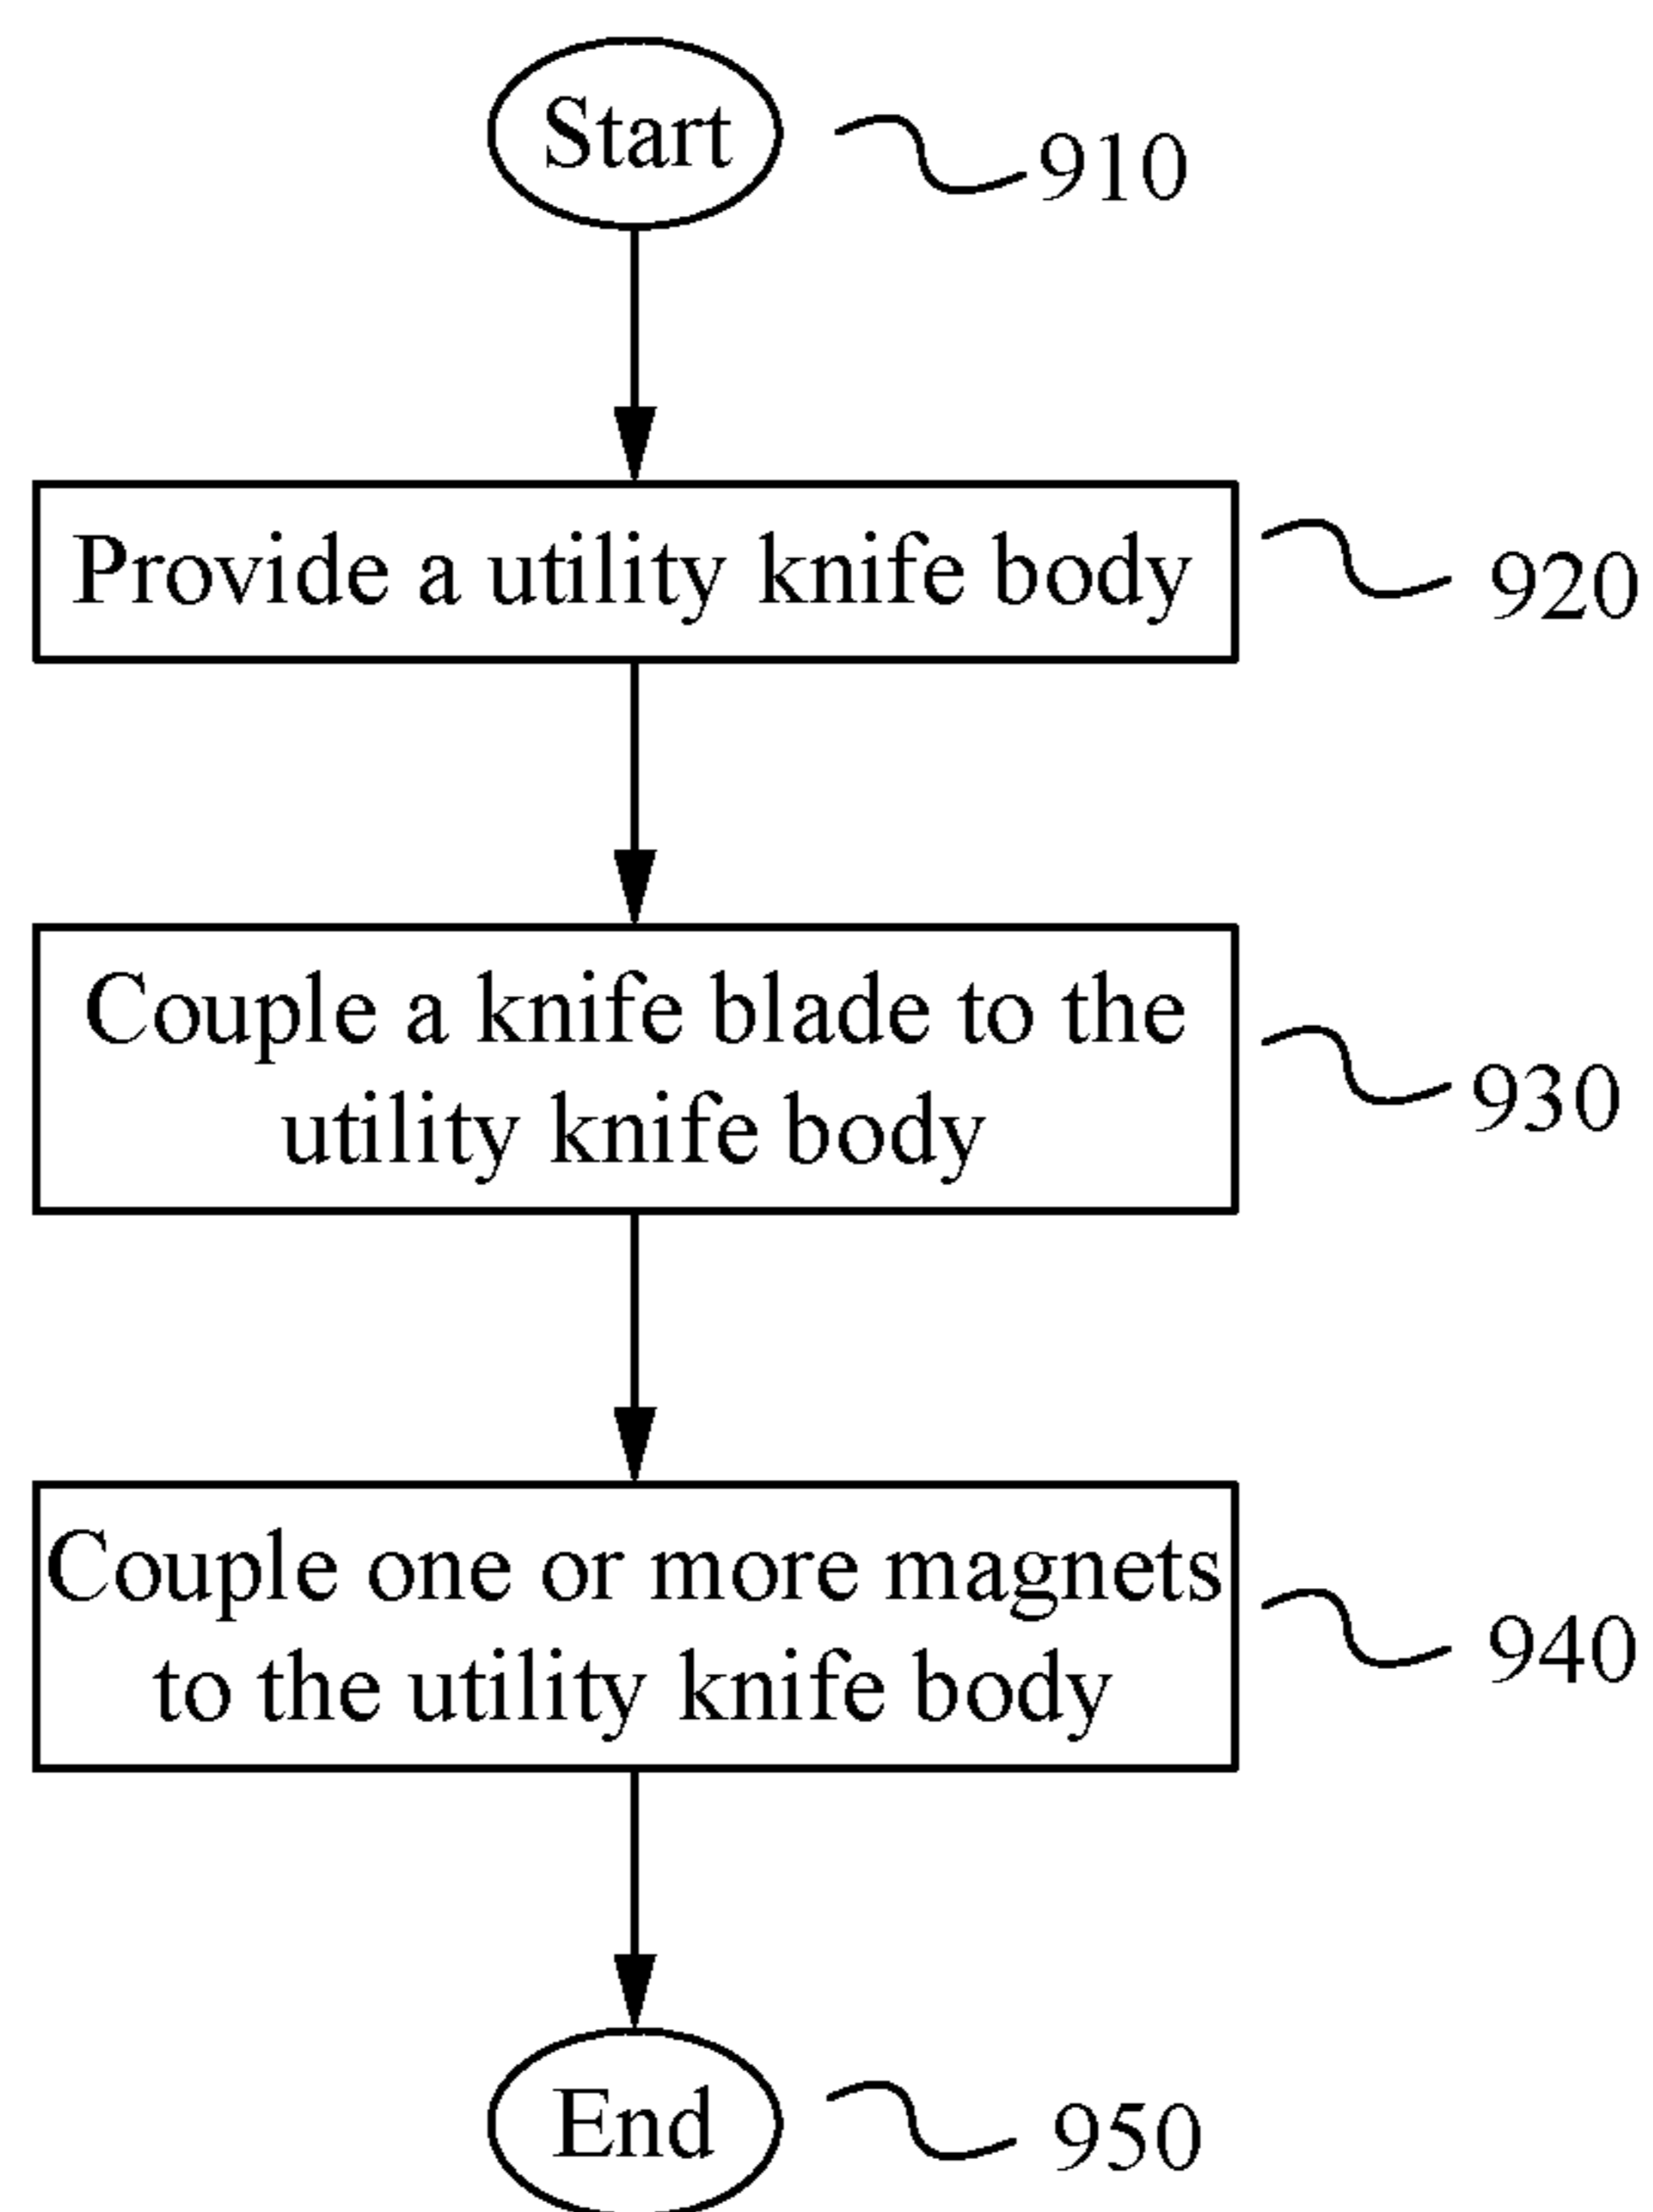 Start
910
Provide a utility knife body
920
Couple a knife blade to the
utility knife body
930
Couple one or more magnets
to the utility knife body
940
End
950